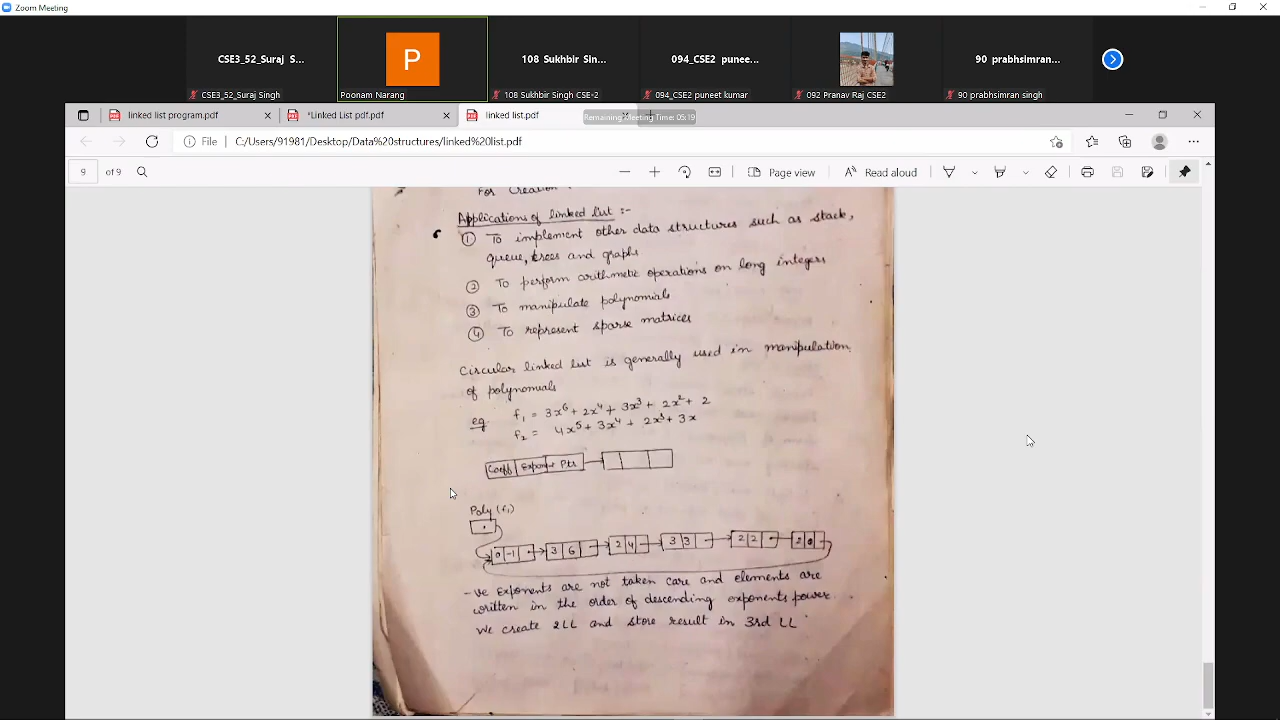 Zoom Meeting
CSE3_52_Suraj S...
P
108 Sukhbir Sin...
094_CSE2 punee...
90 prabhsimran...
CSE3_52_Suraj Singh
Poonam Narang
108 Sukhbir Singh CSE-2
094_CSE2 puneet kumar
092 Pranav Raj CSE2
90 prabhsimran singh
linked list program.pdf
*Linked List pdf.pdf
linked list.pdf
Remaining Meeting Time: 05:19
File
C:/Users/91981/Desktop/Data%20structures/linked%20list.pdf
9 of 9
Page view
Read aloud
For Creation
Applications of linked list :-
① To implement other data structures such as stack,
queue, trees and graphs
② To perform arithmetic operations on long integers
③ To manipulate polynomials
④ To represent sparse matrices
Circular linked list is generally used in manipulation
of polynomials
eg f₁ = 3x⁶ + 2x⁴ + 3x³ + 2x² + 2
f₂ = 4x⁵ + 3x⁴ + 2x³ + 3x
Coeff Exponent Ptr
Poly (f₁)
0 -1 3 6 2 4 3 3 2 2 2 0
-ve exponents are not taken care and elements are
written in the order of descending exponents power.
We create 2LL and store result in 3rd LL